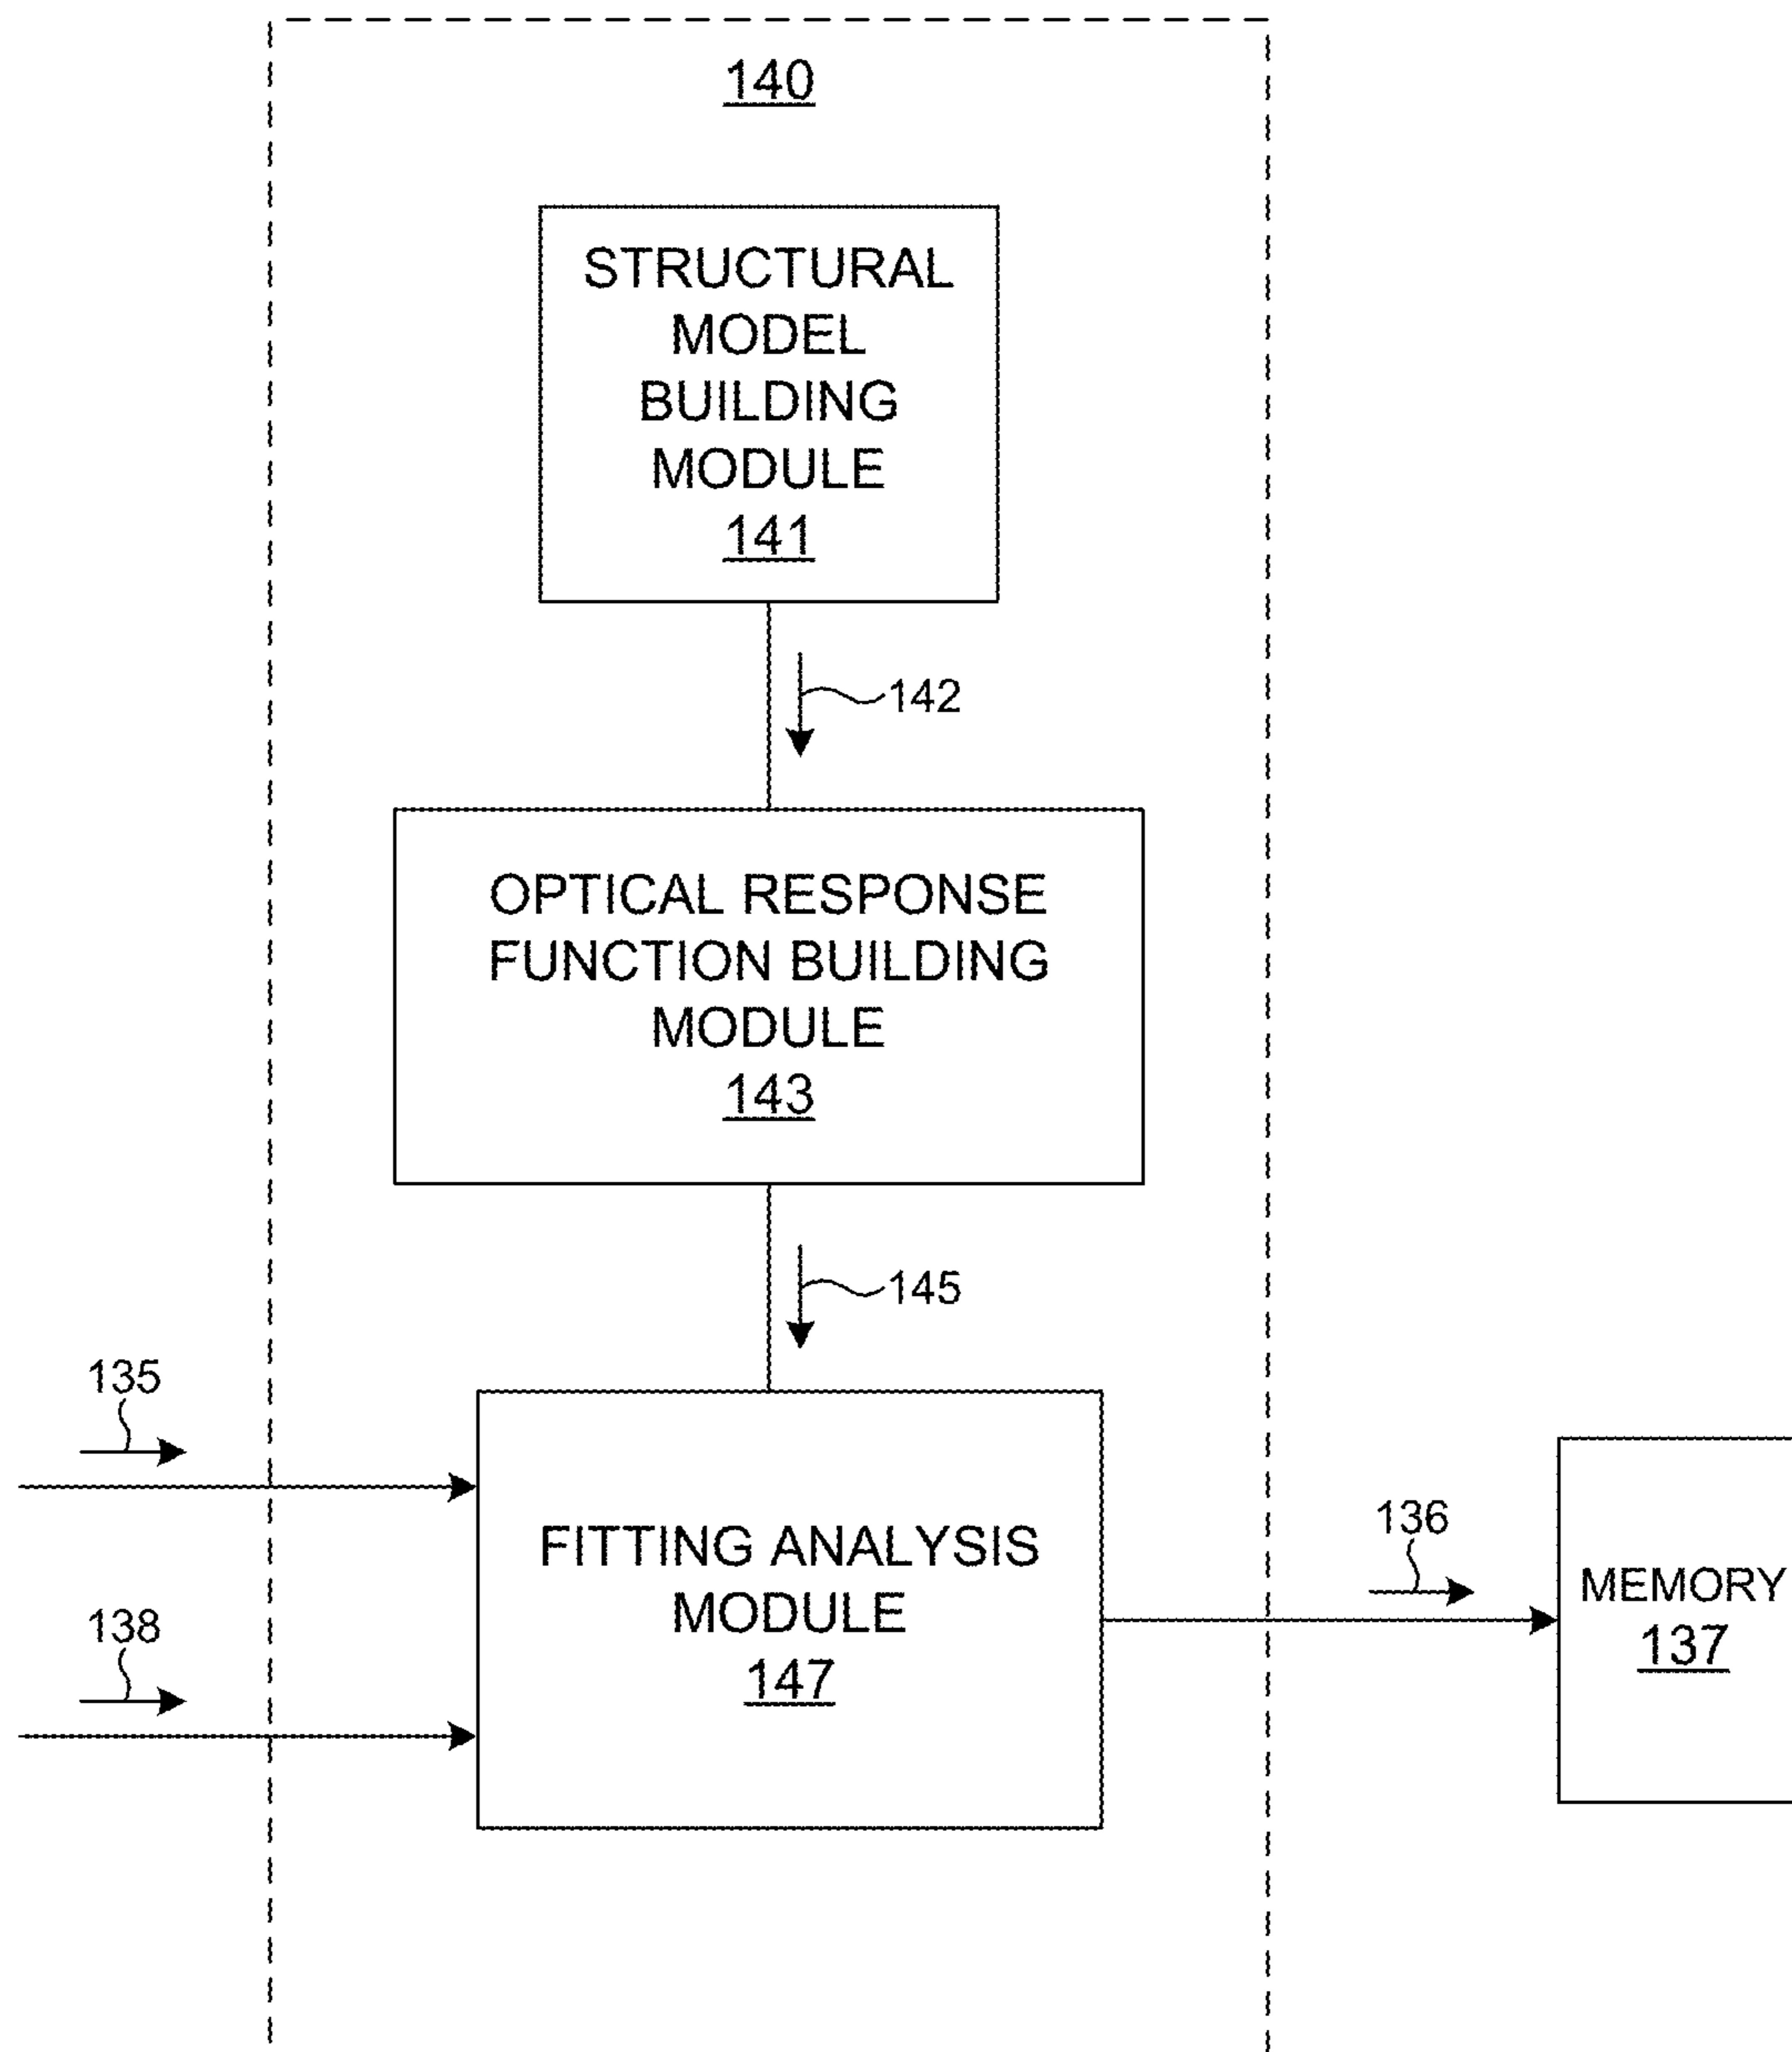 140
STRUCTURAL
MODEL
BUILDING
MODULE
141
142
OPTICAL RESPONSE
FUNCTION BUILDING
MODULE
143
145
135
138
FITTING ANALYSIS
MODULE
147
136
MEMORY
137